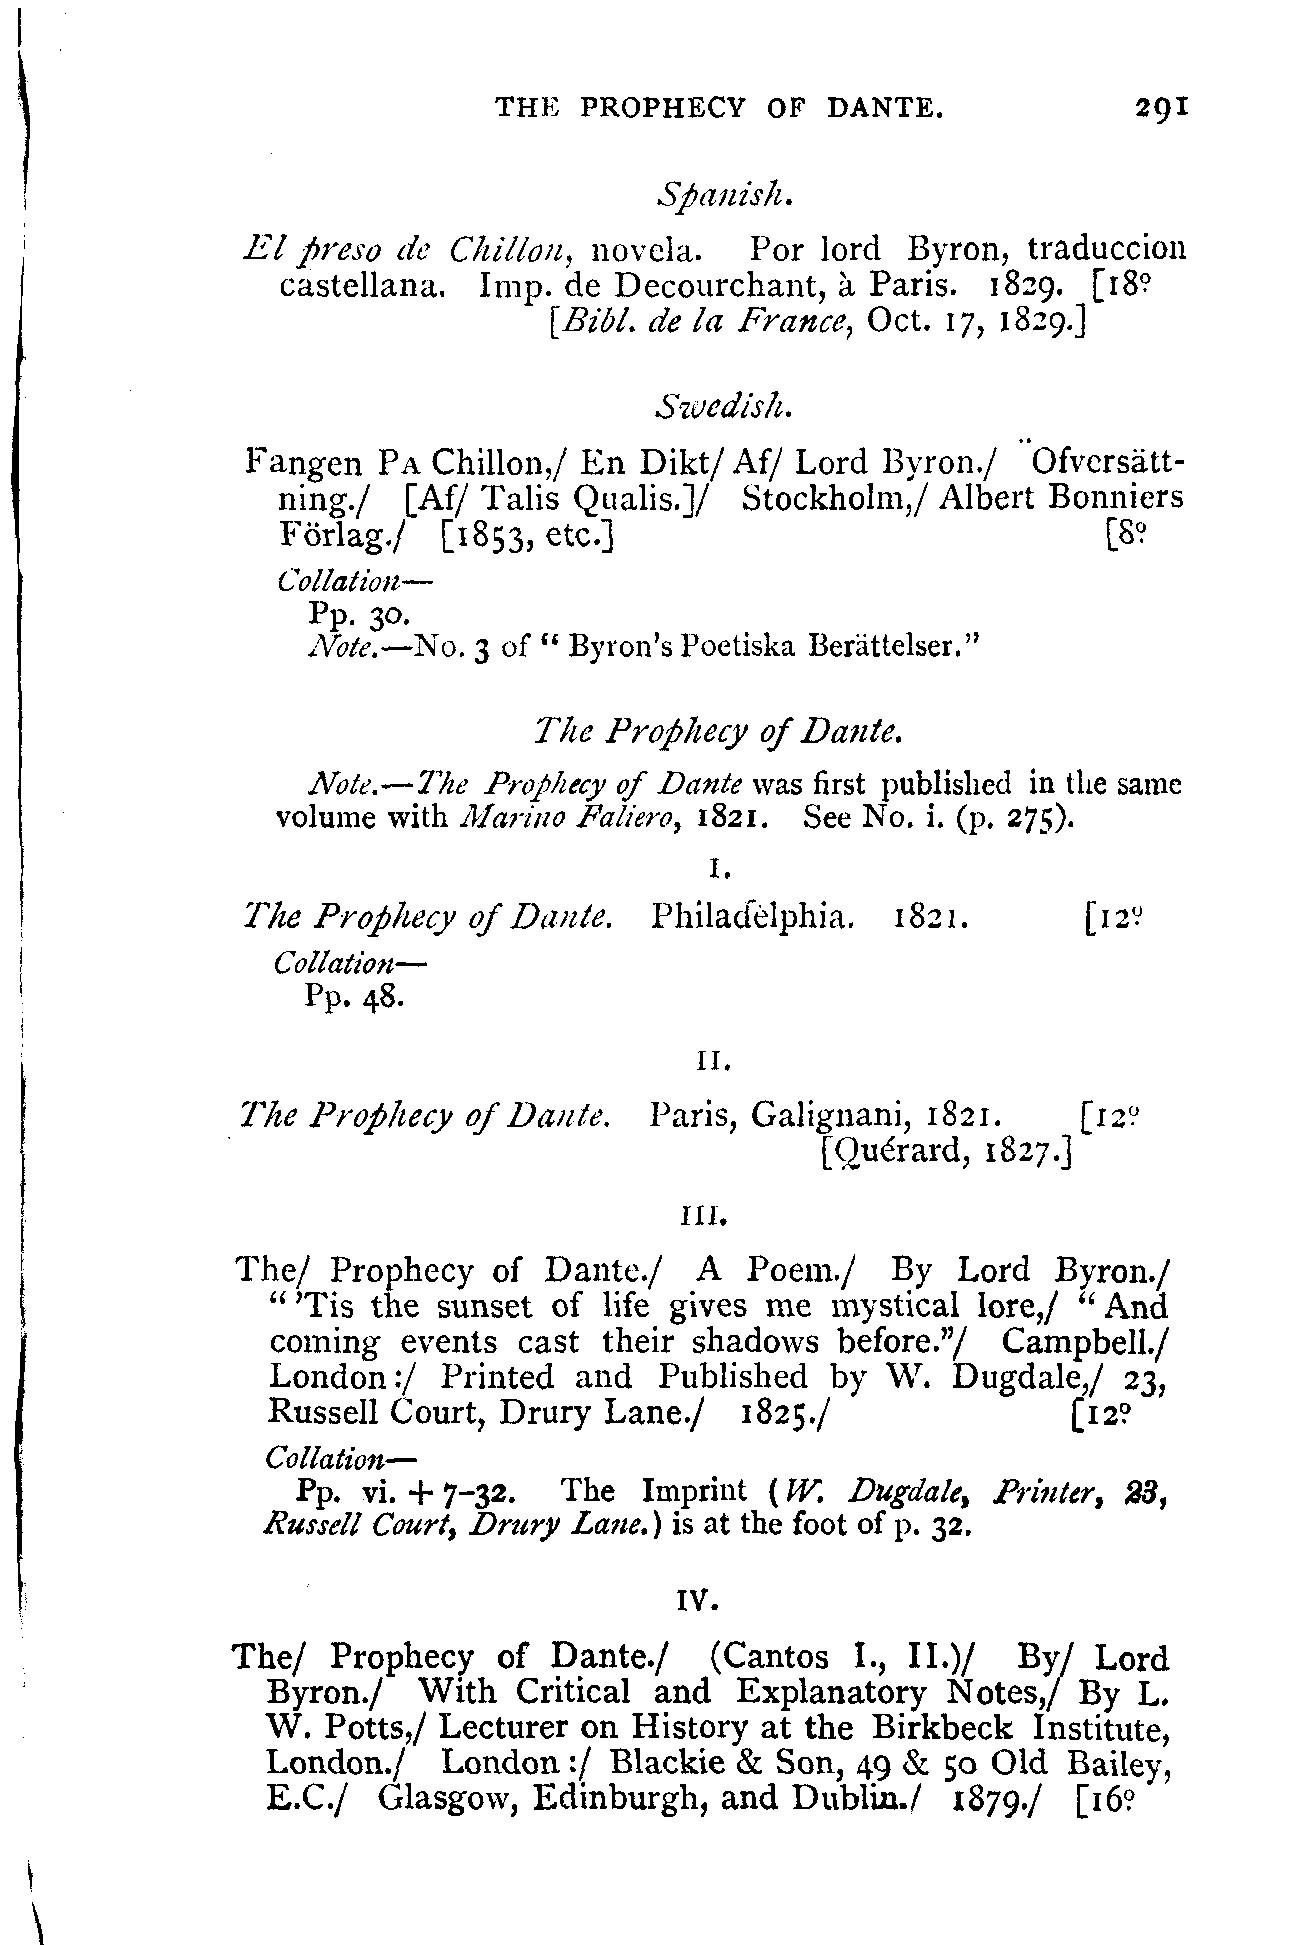 THE PROPHECY OF DANTE. 291
Spanish.
El preso de Chillon, novela. Por lord Byron, traduccion
castellana. Imp. de Decourchant, à Paris. 1829. [18º
[Bibl. de la France, Oct. 17, 1829.]
Swedish.
Fangen PA Chillon,/ En Dikt/ Af/ Lord Byron./ ¨Ofversätt-
ning./ [Af/ Talis Qualis.]/ Stockholm,/ Albert Bonniers
Förlag./ [1853, etc.] [8º
Collation—
Pp. 30.
Note.—No. 3 of “Byron's Poetiska Berättelser.”
The Prophecy of Dante.
Note.—The Prophecy of Dante was first published in the same
volume with Marino Faliero, 1821. See No. i. (p. 275).
I.
The Prophecy of Dante. Philadelphia. 1821. [12º
Collation—
Pp. 48.
II.
The Prophecy of Dante. Paris, Galignani, 1821. [12º
[Quérard, 1827.]
III.
The/ Prophecy of Dante./ A Poem./ By Lord Byron./
“'Tis the sunset of life gives me mystical lore,/ “And
coming events cast their shadows before.”/ Campbell./
London:/ Printed and Published by W. Dugdale,/ 23,
Russell Court, Drury Lane./ 1825./ [12º
Collation—
Pp. vi. + 7–32. The Imprint (W. Dugdale, Printer, 23,
Russell Court, Drury Lane.) is at the foot of p. 32.
IV.
The/ Prophecy of Dante./ (Cantos I., II.)/ By/ Lord
Byron./ With Critical and Explanatory Notes,/ By L.
W. Potts,/ Lecturer on History at the Birkbeck Institute,
London./ London:/ Blackie & Son, 49 & 50 Old Bailey,
E.C./ Glasgow, Edinburgh, and Dublin./ 1879./ [16º